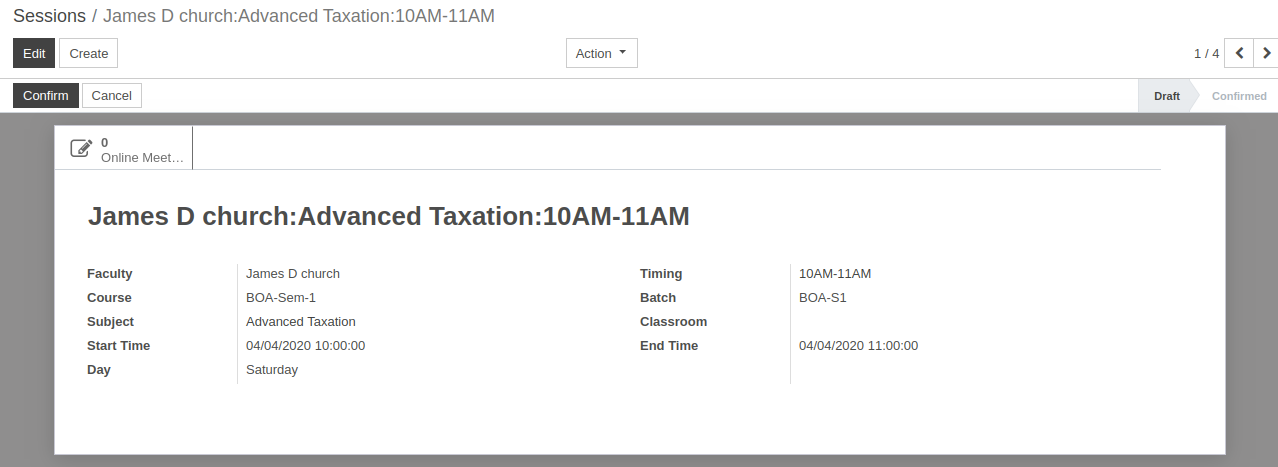 Sessions / James D church:Advanced Taxation:10AM-11AM
Edit Create Action 1 / 4
Confirm Cancel Draft Confirmed
0
Online Meet…
James D church:Advanced Taxation:10AM-11AM
Faculty James D church Timing 10AM-11AM
Course BOA-Sem-1 Batch BOA-S1
Subject Advanced Taxation Classroom
Start Time 04/04/2020 10:00:00 End Time 04/04/2020 11:00:00
Day Saturday